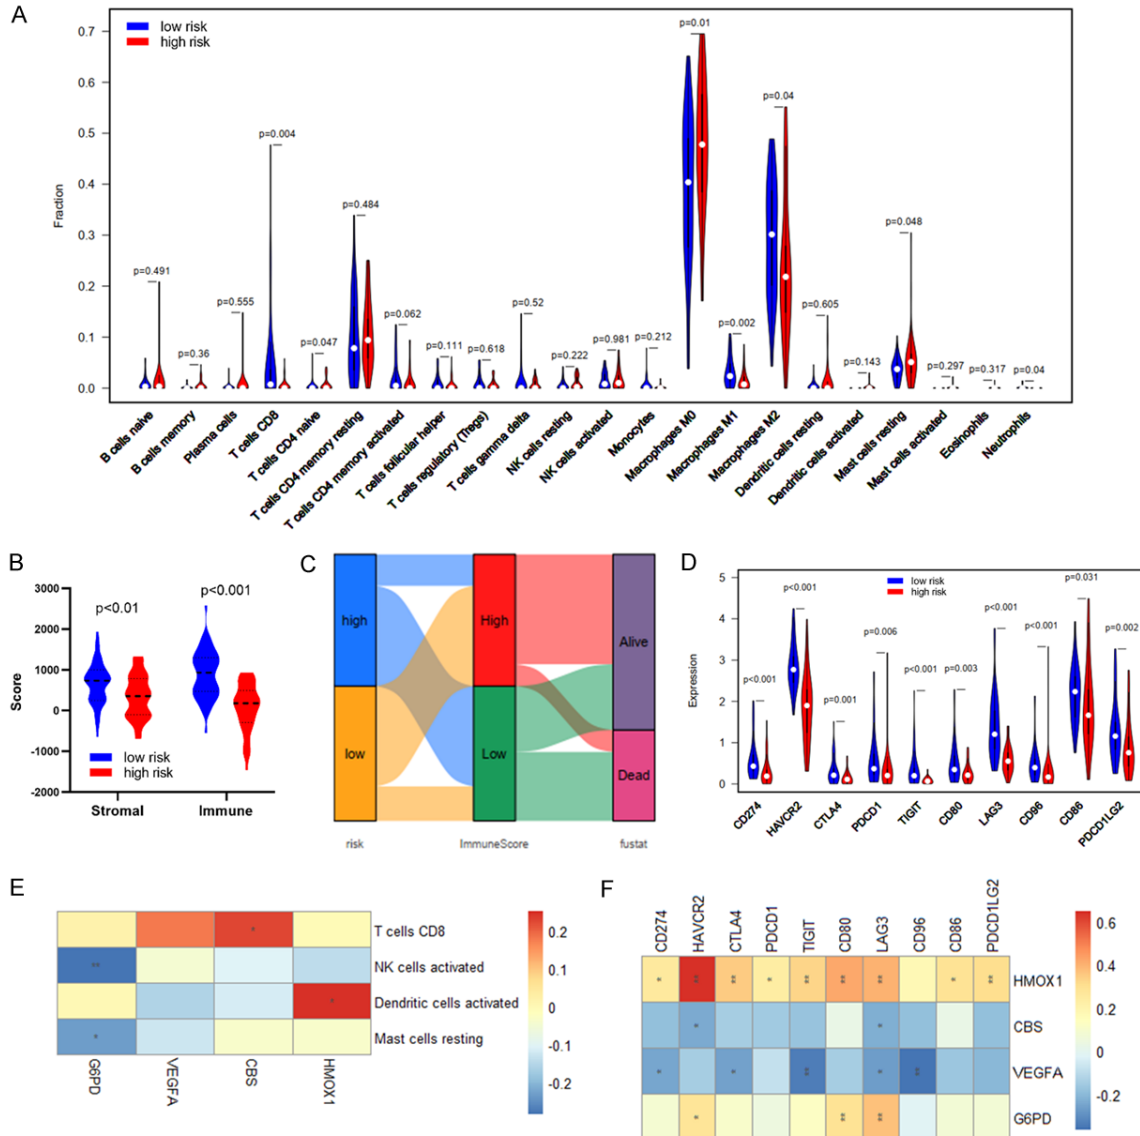 A
low risk
high risk
Fraction
0.7
0.6
0.5
0.4
0.3
0.2
0.1
0.0
p=0.491
p=0.36
p=0.555
p=0.004
p=0.047
p=0.484
p=0.062
p=0.111
p=0.618
p=0.52
p=0.222
p=0.981
p=0.212
p=0.01
p=0.002
p=0.04
p=0.605
p=0.143
p=0.048
p=0.297
p=0.317
p=0.04
B cells naive
B cells memory
Plasma cells
T cells CD8
T cells CD4 naive
T cells CD4 memory resting
T cells CD4 memory activated
T cells follicular helper
T cells regulatory (Tregs)
T cells gamma delta
NK cells resting
NK cells activated
Monocytes
Macrophages M0
Macrophages M1
Macrophages M2
Dendritic cells resting
Dendritic cells activated
Mast cells resting
Mast cells activated
Eosinophils
Neutrophils
B
Score
3000
2000
1000
0
-1000
-2000
p<0.01
p<0.001
low risk
high risk
Stromal
Immune
C
high
low
High
Low
Alive
Dead
risk
ImmuneScore
fustat
D
low risk
high risk
Expression
5
4
3
2
1
0
p<0.001
p<0.001
p=0.001
p=0.006
p<0.001
p=0.003
p<0.001
p<0.001
p=0.031
p=0.002
CD274
HAVCR2
CTLA4
PDCD1
TIGIT
CD80
LAG3
CD96
CD86
PDCD1LG2
E
T cells CD8
NK cells activated
Dendritic cells activated
Mast cells resting
G6PD
VEGFA
CBS
HMOX1
0.2
0.1
0
-0.1
-0.2
F
CD274
HAVCR2
CTLA4
PDCD1
TIGIT
CD80
LAG3
CD96
CD86
PDCD1LG2
HMOX1
CBS
VEGFA
G6PD
0.6
0.4
0.2
0
-0.2